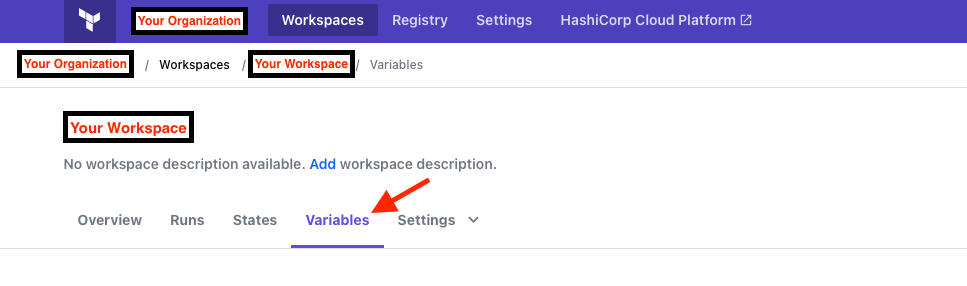 Your Organization Workspaces Registry Settings HashiCorp Cloud Platform
Your Organization / Workspaces / Your Workspace / Variables
Your Workspace
No workspace description available. Add workspace description.
Overview Runs States Variables Settings